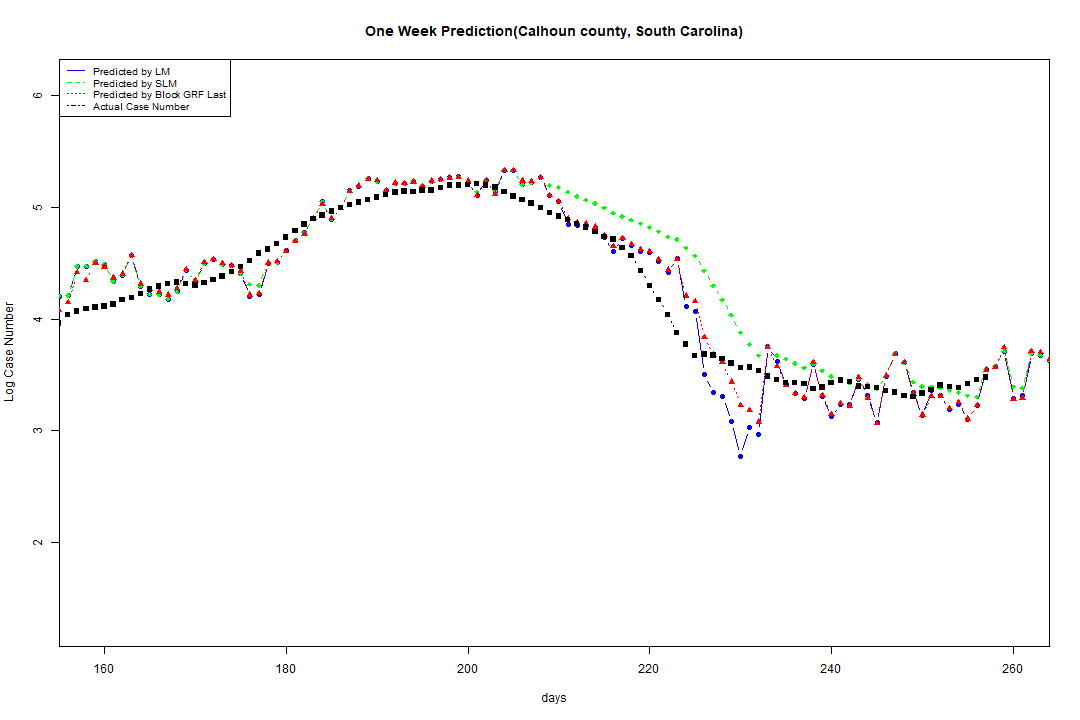 One Week Prediction(Calhoun county, South Carolina)
Predicted by LM
Predicted by SLM
Predicted by Block GRF Last
Actual Case Number
6
5
4
3
2
Log Case Number
160 180 200 220 240 260
days